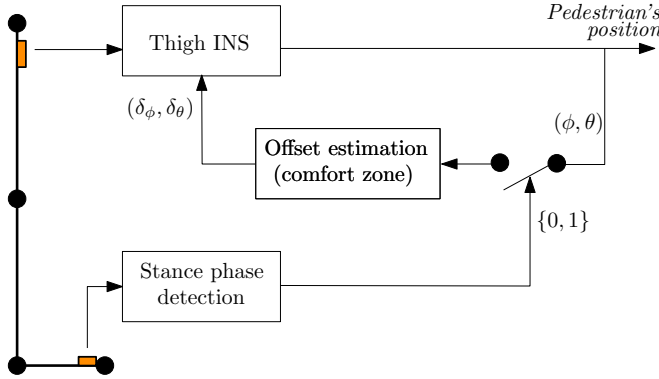 Pedestrian's
position
Thigh INS
(δ_ϕ, δ_θ)
(ϕ, θ)
Offset estimation
(comfort zone)
{0, 1}
Stance phase
detection